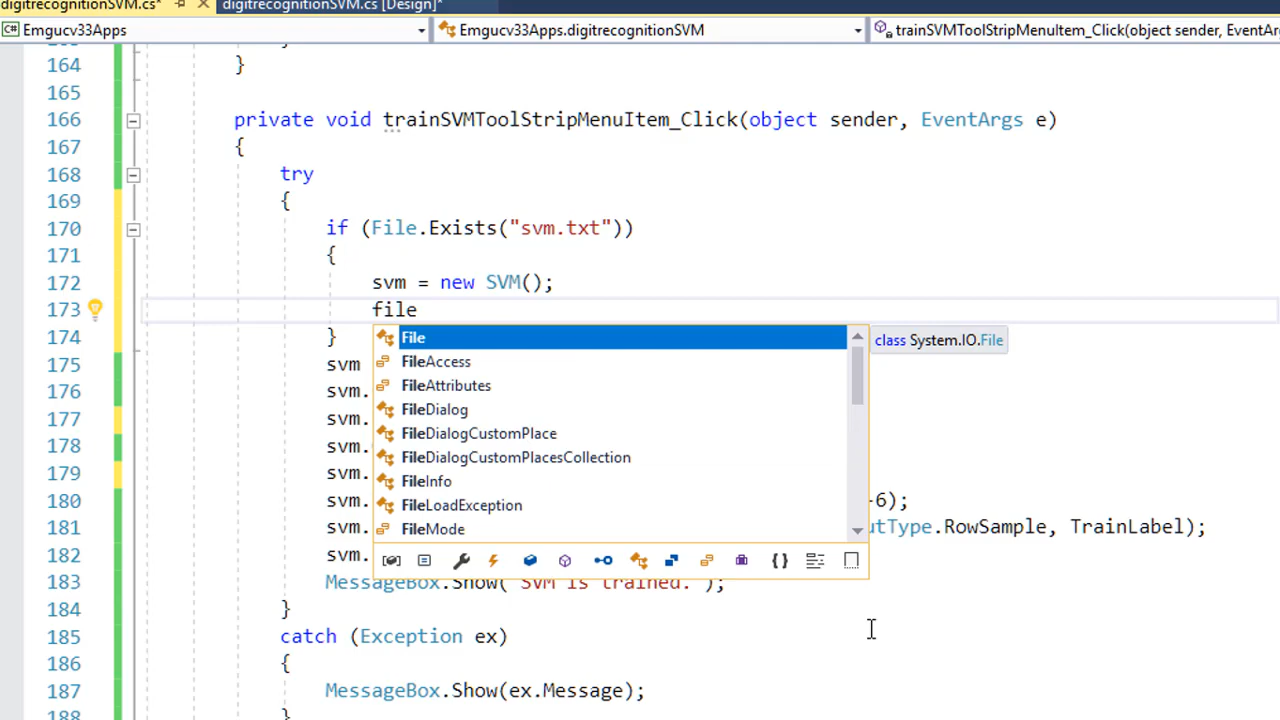 digitrecognitionSVM.cs* digitrecognitionSVM.cs [Design]*
Emgucv33Apps Emgucv33Apps.digitrecognitionSVM trainSVMToolStripMenuItem_Click(object sender, EventAr
164 }
165
166 private void trainSVMToolStripMenuItem_Click(object sender, EventArgs e)
167 {
168 try
169 {
170 if (File.Exists("svm.txt"))
171 {
172 svm = new SVM();
173 file
174 }
File class System.IO.File
FileAccess
175 svm
FileAttributes
176 svm.
FileDialog
177 svm.
FileDialogCustomPlace
178 svm.
FileDialogCustomPlacesCollection
179 svm.
FileInfo
180 svm. -6);
FileLoadException
181 svm. utType.RowSample, TrainLabel);
FileMode
182 svm.
183 MessageBox.Show("SVM is trained.");
184 }
185 catch (Exception ex)
186 {
187 MessageBox.Show(ex.Message);
188 }